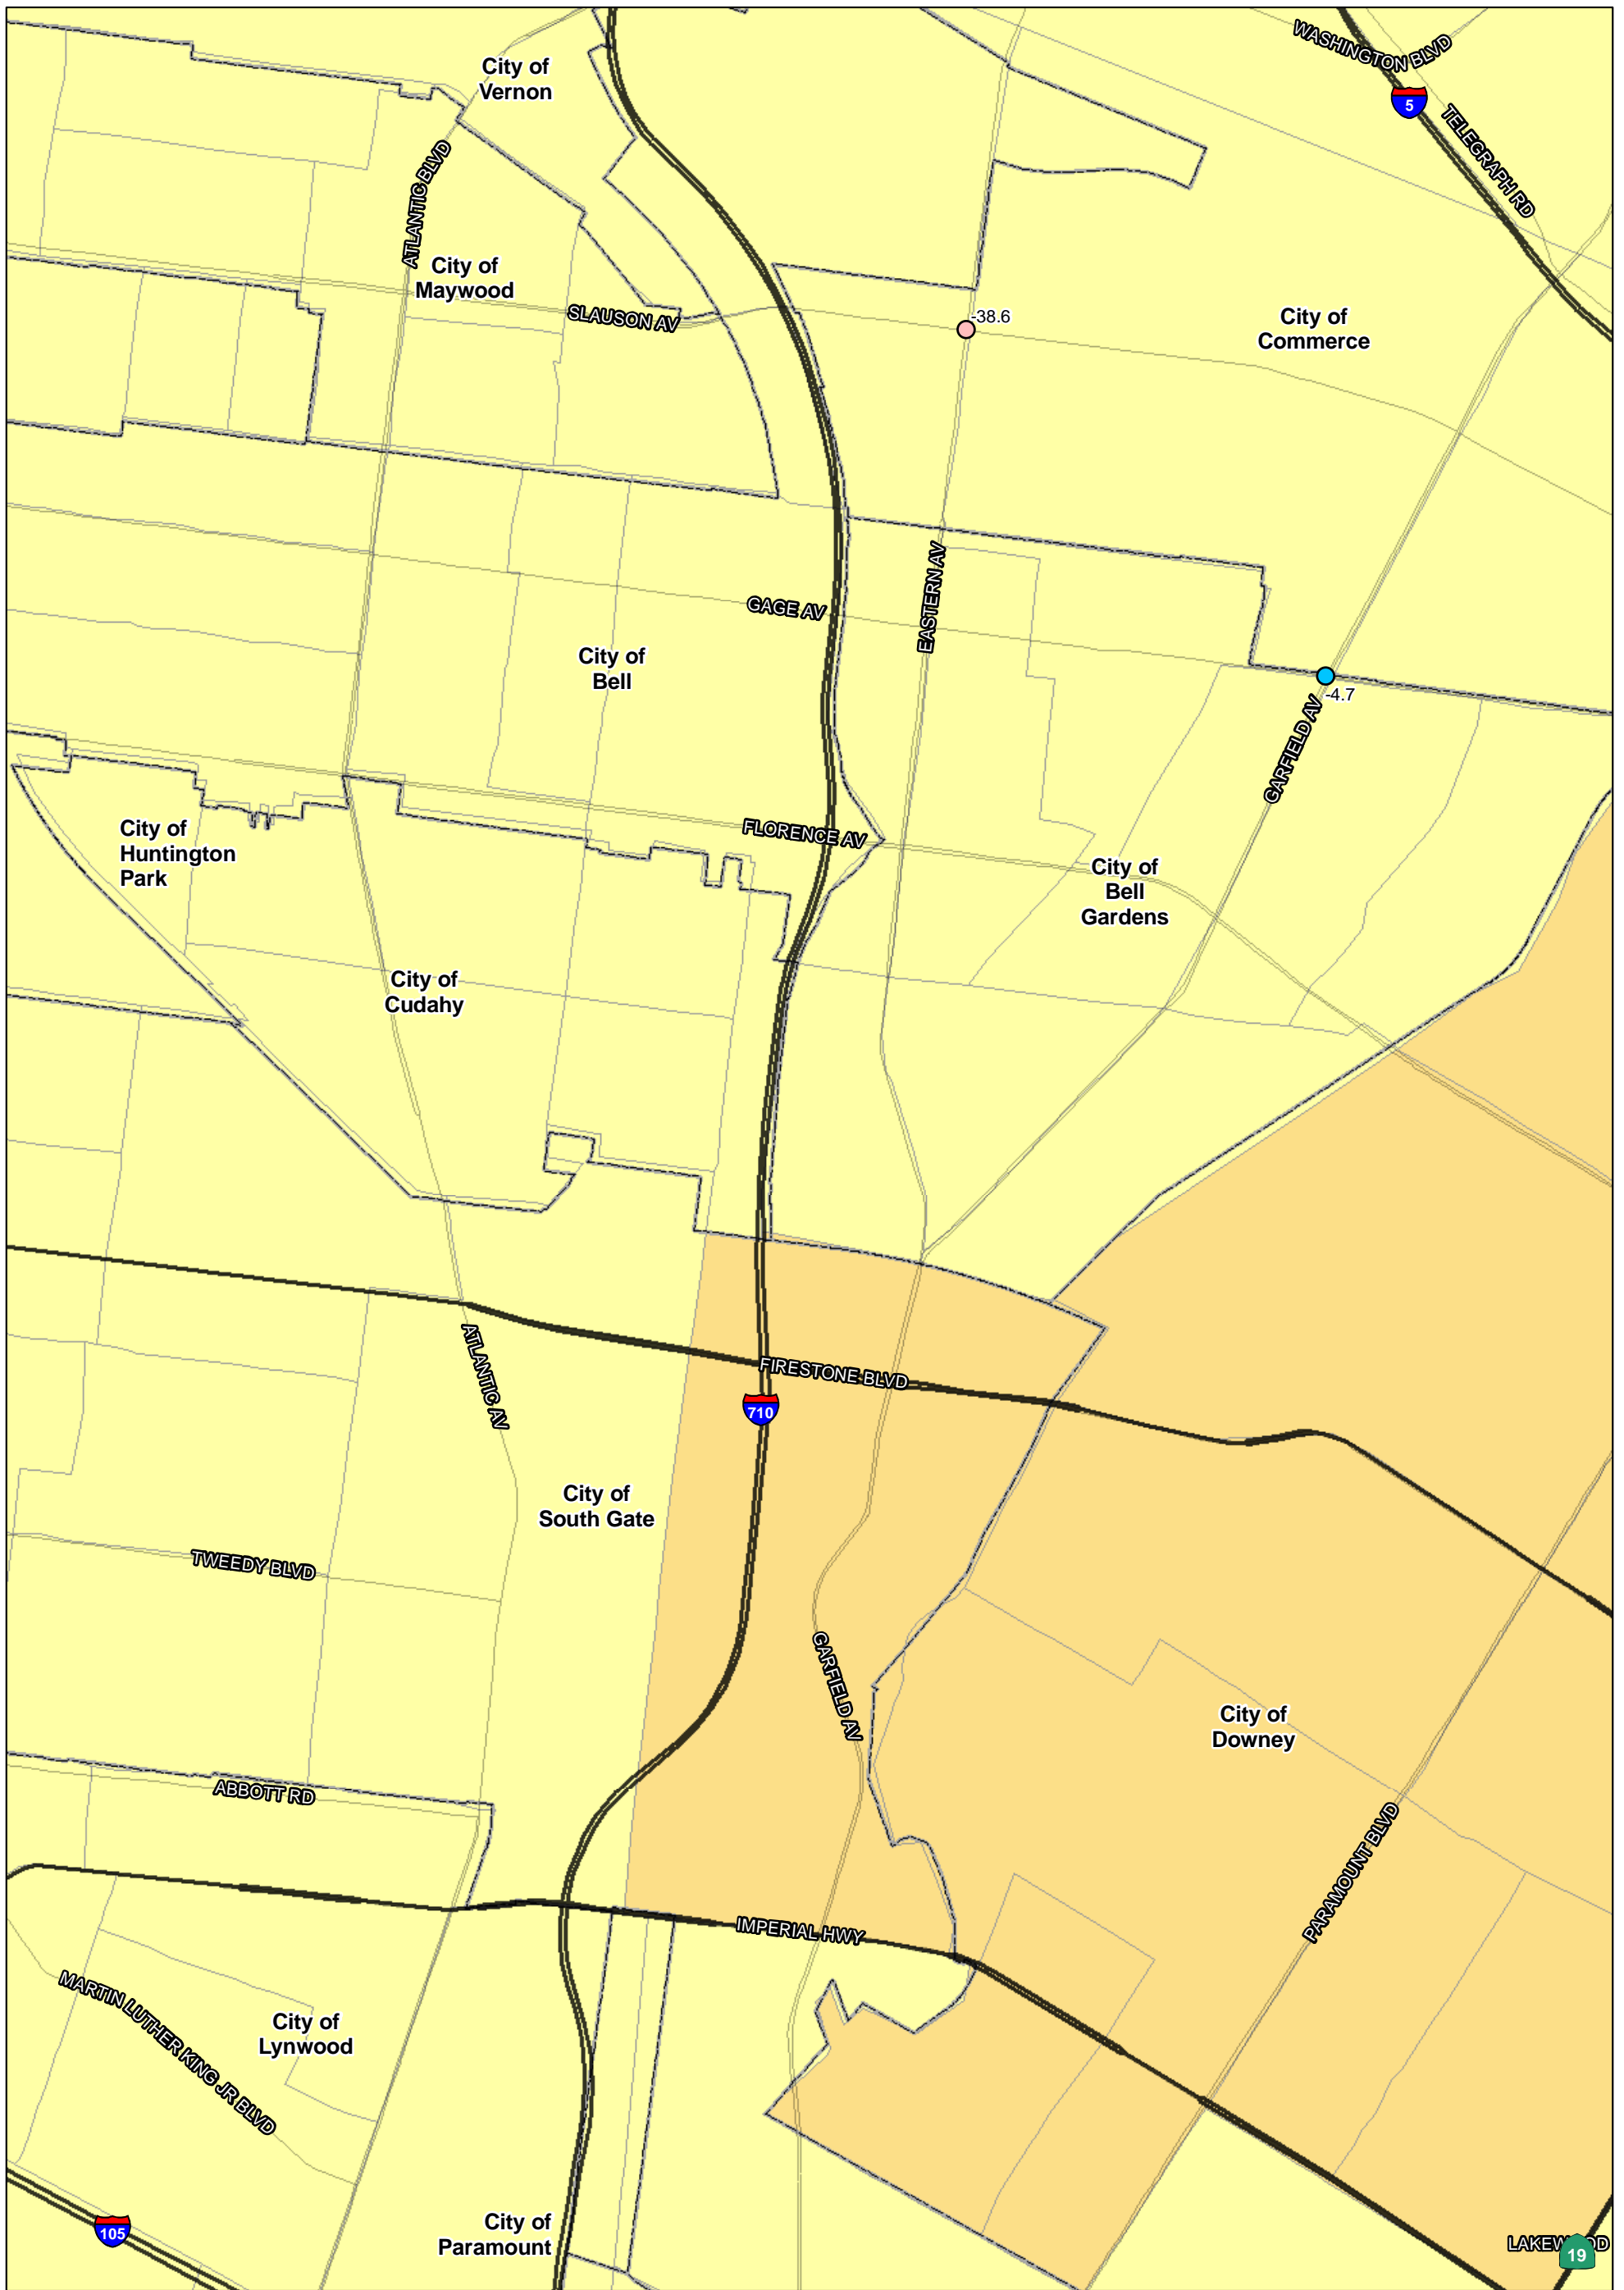 WASHINGTON BLVD
City of
Vernon
5
TELEGRAPH RD
ATLANTIC BLVD
City of
Maywood
SLAUSON AV
-38.6
City of
Commerce
EASTERN AV
GAGE AV
City of
Bell
-4.7
GARFIELD AV
City of
Huntington
Park
FLORENCE AV
City of
Bell
Gardens
City of
Cudahy
ATLANTIC AV
FIRESTONE BLVD
710
City of
South Gate
TWEEDY BLVD
GARFIELD AV
City of
Downey
ABBOTT RD
PARAMOUNT BLVD
IMPERIAL HWY
MARTIN LUTHER KING JR BLVD
City of
Lynwood
City of
Paramount
105
LAKEWOOD
19